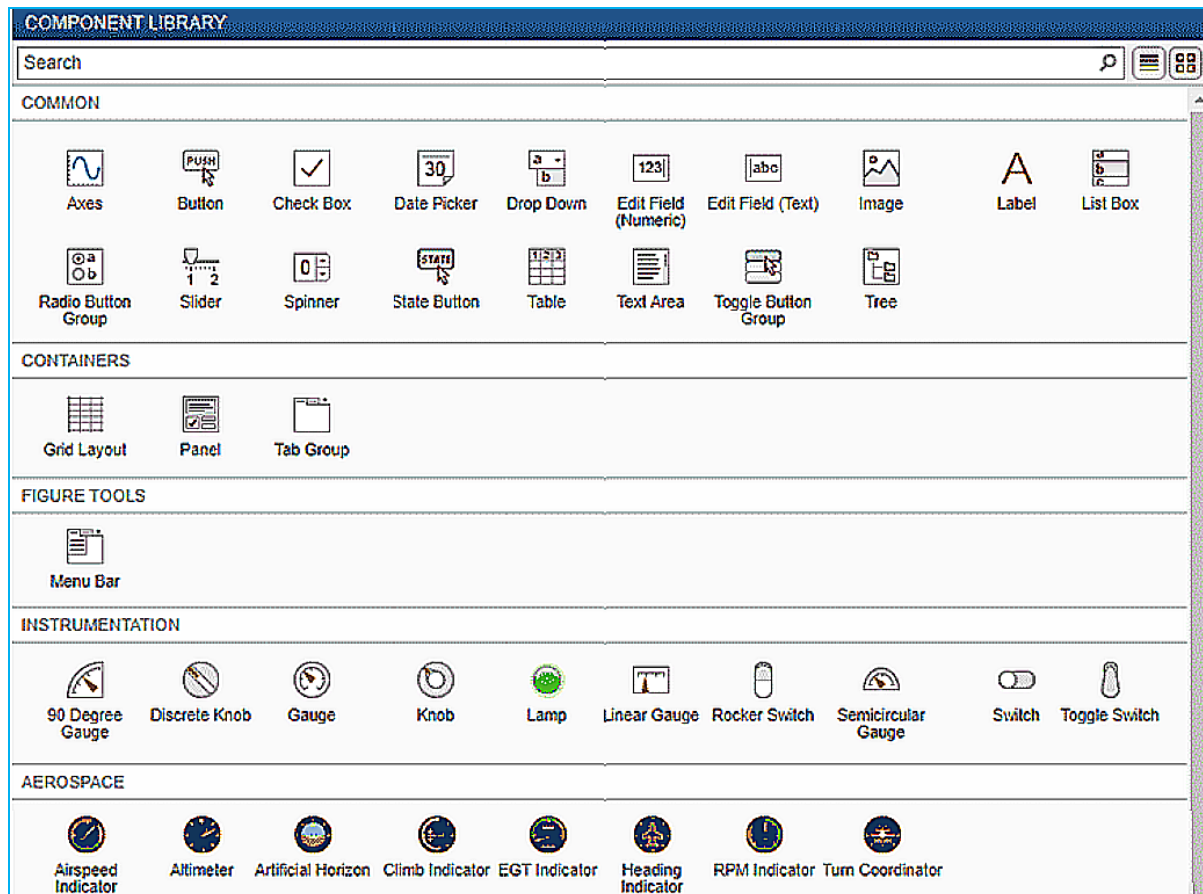 COMPONENT LIBRARY
Search
COMMON
PUSH
30
a
b
123
abc
a
b
c
Axes
Button
Check Box
Date Picker
Drop Down
Edit Field
(Numeric)
Edit Field (Text)
Image
A
Label
List Box
a
b
1 2
0
STATE
1 2 3
Radio Button
Group
Slider
Spinner
State Button
Table
Text Area
Toggle Button
Group
Tree
CONTAINERS
Grid Layout
Panel
Tab Group
FIGURE TOOLS
Menu Bar
INSTRUMENTATION
90 Degree
Gauge
Discrete Knob
Gauge
Knob
Lamp
Linear Gauge
Rocker Switch
Semicircular
Gauge
Switch
Toggle Switch
AEROSPACE
Airspeed
Indicator
Altimeter
Artificial Horizon
Climb Indicator
EGT Indicator
Heading
Indicator
RPM Indicator
Turn Coordinator